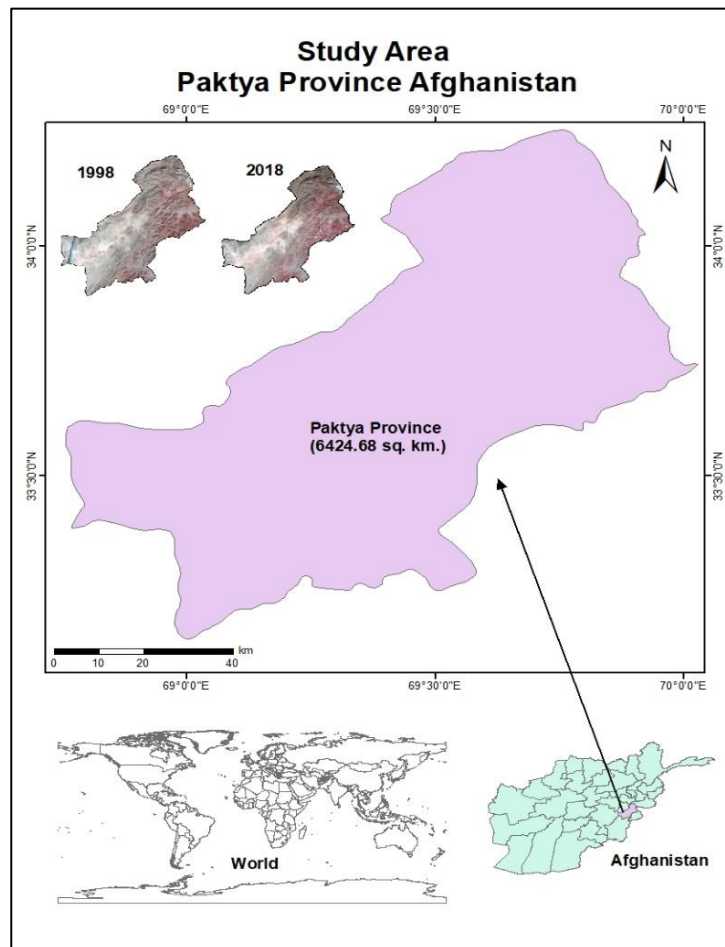 Study Area
Paktya Province Afghanistan
69°0'0"E
69°30'0"E
70°0'0"E
1998
2018
N
34°0'0"N
34°0'0"N
Paktya Province
(6424.68 sq. km.)
33°30'0"N
33°30'0"N
km
0 10 20 40
69°0'0"E
69°30'0"E
70°0'0"E
World
Afghanistan